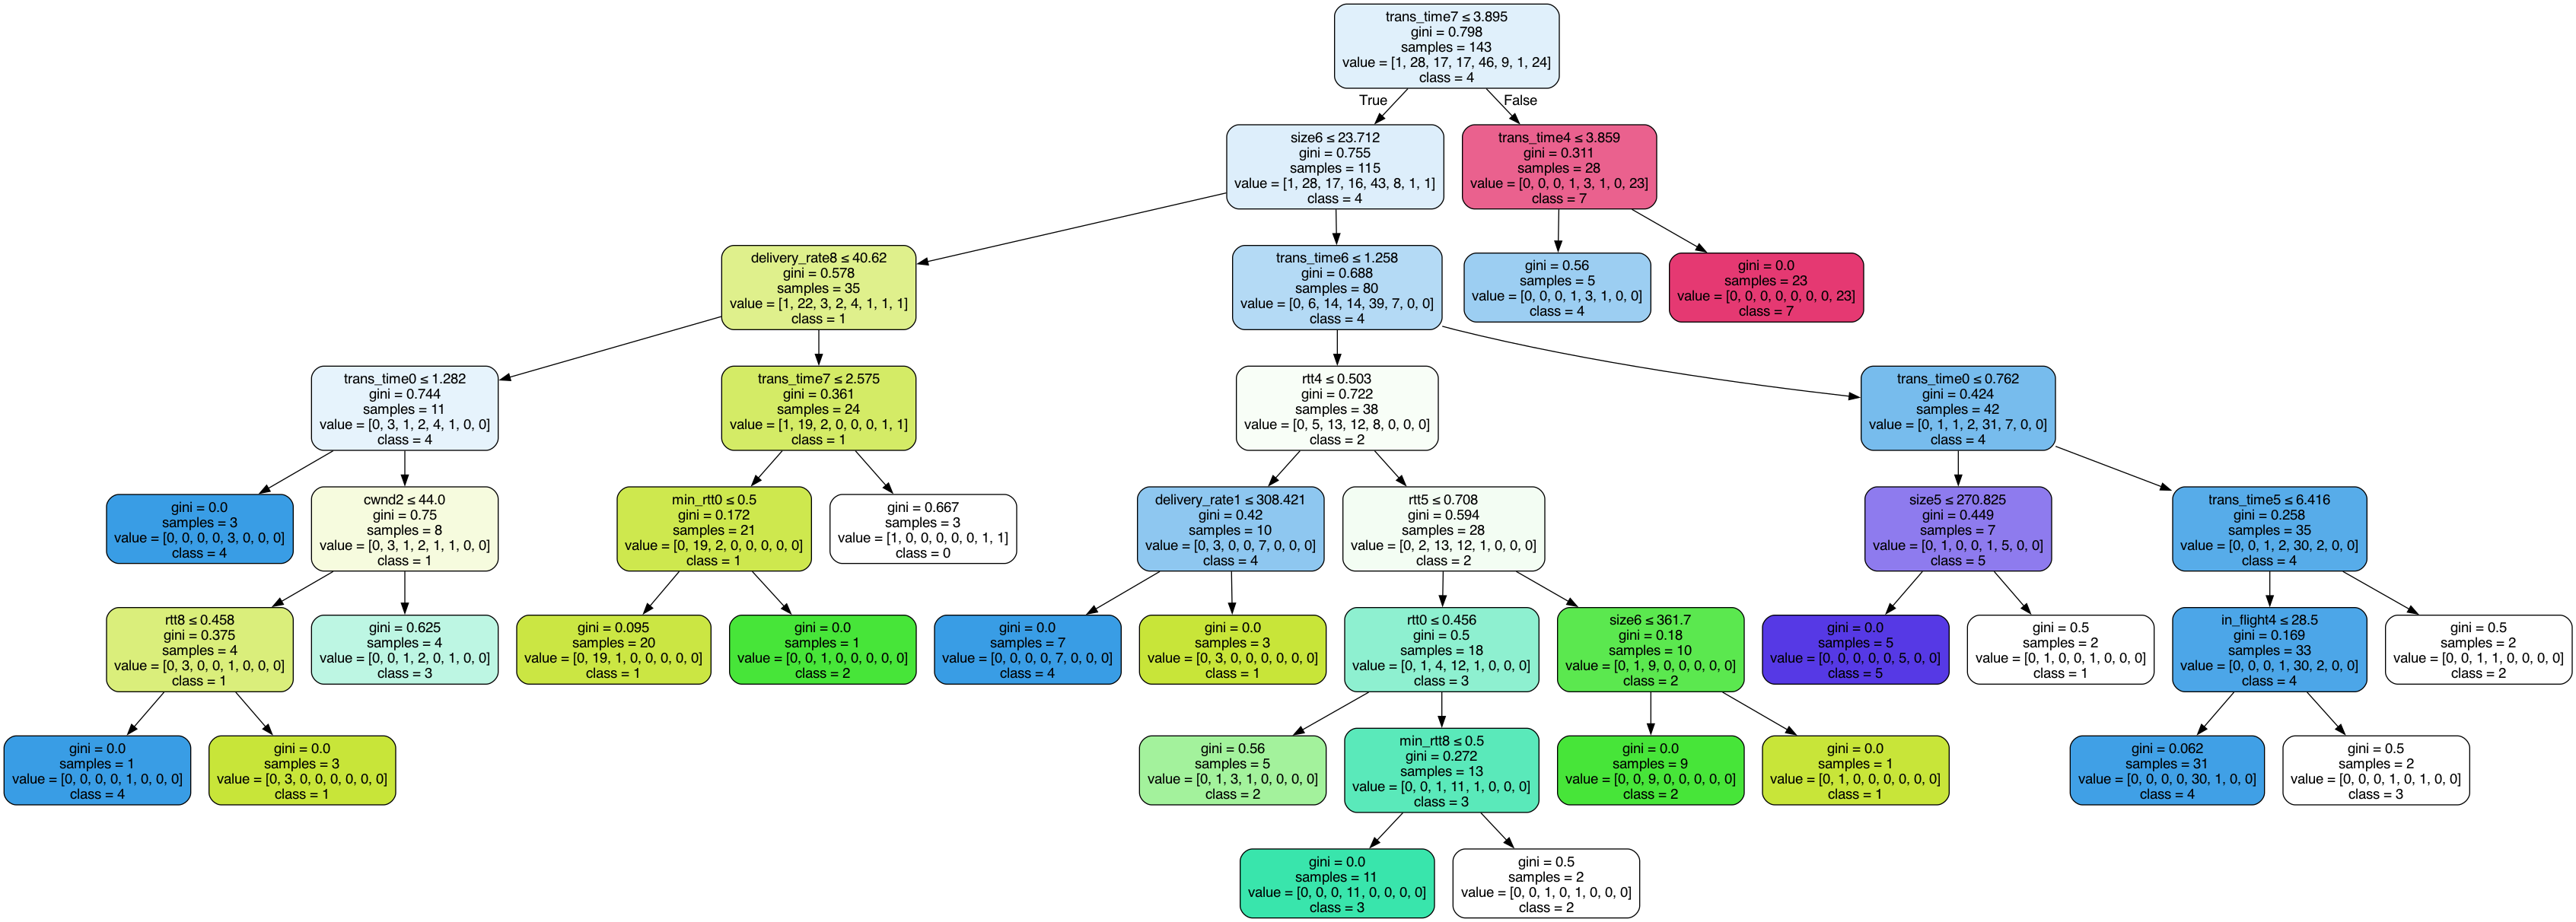 trans_time7 ≤ 3.895
gini = 0.798
samples = 143
value = [1, 28, 17, 17, 46, 9, 1, 24]
class = 4
True
False
size6 ≤ 23.712
gini = 0.755
samples = 115
value = [1, 28, 17, 16, 43, 8, 1, 1]
class = 4
trans_time4 ≤ 3.859
gini = 0.311
samples = 28
value = [0, 0, 0, 1, 3, 1, 0, 23]
class = 7
delivery_rate8 ≤ 40.62
gini = 0.578
samples = 35
value = [1, 22, 3, 2, 4, 1, 1, 1]
class = 1
trans_time6 ≤ 1.258
gini = 0.688
samples = 80
value = [0, 6, 14, 14, 39, 7, 0, 0]
class = 4
gini = 0.56
samples = 5
value = [0, 0, 0, 1, 3, 1, 0, 0]
class = 4
gini = 0.0
samples = 23
value = [0, 0, 0, 0, 0, 0, 0, 23]
class = 7
trans_time0 ≤ 1.282
gini = 0.744
samples = 11
value = [0, 3, 1, 2, 4, 1, 0, 0]
class = 4
trans_time7 ≤ 2.575
gini = 0.361
samples = 24
value = [1, 19, 2, 0, 0, 0, 1, 1]
class = 1
rtt4 ≤ 0.503
gini = 0.722
samples = 38
value = [0, 5, 13, 12, 8, 0, 0, 0]
class = 2
trans_time0 ≤ 0.762
gini = 0.424
samples = 42
value = [0, 1, 1, 2, 31, 7, 0, 0]
class = 4
gini = 0.0
samples = 3
value = [0, 0, 0, 0, 3, 0, 0, 0]
class = 4
cwnd2 ≤ 44.0
gini = 0.75
samples = 8
value = [0, 3, 1, 2, 1, 1, 0, 0]
class = 1
min_rtt0 ≤ 0.5
gini = 0.172
samples = 21
value = [0, 19, 2, 0, 0, 0, 0, 0]
class = 1
gini = 0.667
samples = 3
value = [1, 0, 0, 0, 0, 0, 1, 1]
class = 0
delivery_rate1 ≤ 308.421
gini = 0.42
samples = 10
value = [0, 3, 0, 0, 7, 0, 0, 0]
class = 4
rtt5 ≤ 0.708
gini = 0.594
samples = 28
value = [0, 2, 13, 12, 1, 0, 0, 0]
class = 2
size5 ≤ 270.825
gini = 0.449
samples = 7
value = [0, 1, 0, 0, 1, 5, 0, 0]
class = 5
trans_time5 ≤ 6.416
gini = 0.258
samples = 35
value = [0, 0, 1, 2, 30, 2, 0, 0]
class = 4
rtt8 ≤ 0.458
gini = 0.375
samples = 4
value = [0, 3, 0, 0, 1, 0, 0, 0]
class = 1
gini = 0.625
samples = 4
value = [0, 0, 1, 2, 0, 1, 0, 0]
class = 3
gini = 0.095
samples = 20
value = [0, 19, 1, 0, 0, 0, 0, 0]
class = 1
gini = 0.0
samples = 1
value = [0, 0, 1, 0, 0, 0, 0, 0]
class = 2
gini = 0.0
samples = 7
value = [0, 0, 0, 0, 7, 0, 0, 0]
class = 4
gini = 0.0
samples = 3
value = [0, 3, 0, 0, 0, 0, 0, 0]
class = 1
rtt0 ≤ 0.456
gini = 0.5
samples = 18
value = [0, 1, 4, 12, 1, 0, 0, 0]
class = 3
size6 ≤ 361.7
gini = 0.18
samples = 10
value = [0, 1, 9, 0, 0, 0, 0, 0]
class = 2
gini = 0.0
samples = 5
value = [0, 0, 0, 0, 0, 5, 0, 0]
class = 5
gini = 0.5
samples = 2
value = [0, 1, 0, 0, 1, 0, 0, 0]
class = 1
in_flight4 ≤ 28.5
gini = 0.169
samples = 33
value = [0, 0, 0, 1, 30, 2, 0, 0]
class = 4
gini = 0.5
samples = 2
value = [0, 0, 1, 1, 0, 0, 0, 0]
class = 2
gini = 0.0
samples = 1
value = [0, 0, 0, 0, 1, 0, 0, 0]
class = 4
gini = 0.0
samples = 3
value = [0, 3, 0, 0, 0, 0, 0, 0]
class = 1
gini = 0.56
samples = 5
value = [0, 1, 3, 1, 0, 0, 0, 0]
class = 2
min_rtt8 ≤ 0.5
gini = 0.272
samples = 13
value = [0, 0, 1, 11, 1, 0, 0, 0]
class = 3
gini = 0.0
samples = 9
value = [0, 0, 9, 0, 0, 0, 0, 0]
class = 2
gini = 0.0
samples = 1
value = [0, 1, 0, 0, 0, 0, 0, 0]
class = 1
gini = 0.062
samples = 31
value = [0, 0, 0, 0, 30, 1, 0, 0]
class = 4
gini = 0.5
samples = 2
value = [0, 0, 0, 1, 0, 1, 0, 0]
class = 3
gini = 0.0
samples = 11
value = [0, 0, 0, 11, 0, 0, 0, 0]
class = 3
gini = 0.5
samples = 2
value = [0, 0, 1, 0, 1, 0, 0, 0]
class = 2